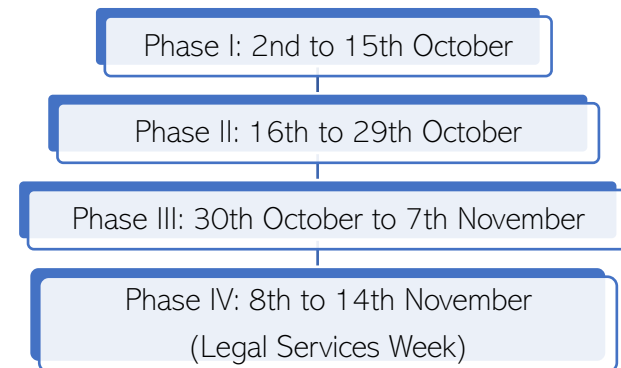 Phase I: 2nd to 15th October
Phase II: 16th to 29th October
Phase III: 30th October to 7th November
Phase IV: 8th to 14th November
(Legal Services Week)